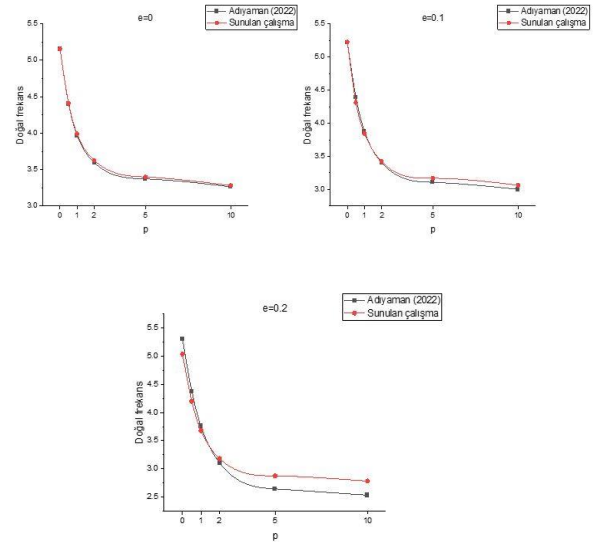 e=0
Adıyaman (2022)
Sunulan çalışma
5.5
5.0
4.5
4.0
3.5
3.0
Doğal frekans
0 1 2 5 10
p
e=0.1
Adıyaman (2022)
Sunulan çalışma
5.5
5.0
4.5
4.0
3.5
3.0
Doğal frekans
0 1 2 5 10
p
e=0.2
Adıyaman (2022)
Sunulan çalışma
5.5
5.0
4.5
4.0
3.5
3.0
2.5
Doğal frekans
0 1 2 5 10
p